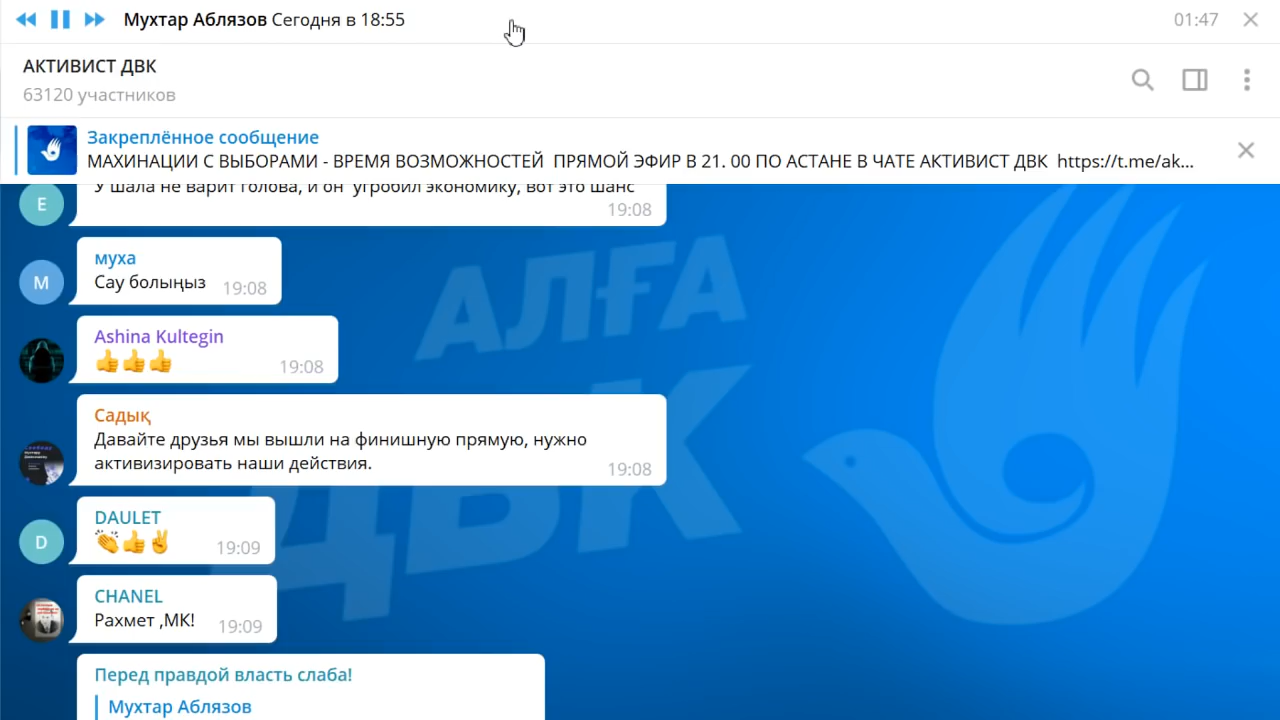 Мухтар Аблязов Сегодня в 18:55
01:47
АКТИВИСТ ДВК
63120 участников
Закреплённое сообщение
МАХИНАЦИИ С ВЫБОРАМИ - ВРЕМЯ ВОЗМОЖНОСТЕЙ ПРЯМОЙ ЭФИР В 21. 00 ПО АСТАНЕ В ЧАТЕ АКТИВИСТ ДВК https://t.me/ak...
E
У шала не варит голова, и он угробил экономику, вот это шанс
19:08
М
муха
Сау болыңыз
19:08
Ashina Kultegin
👍👍👍
19:08
Садық
Давайте друзья мы вышли на финишную прямую, нужно
активизировать наши действия.
19:08
D
DAULET
👏👍✌
19:09
CHANEL
Рахмет ,МК!
19:09
Перед правдой власть слаба!
Мухтар Аблязов
АЛҒА
ДВК